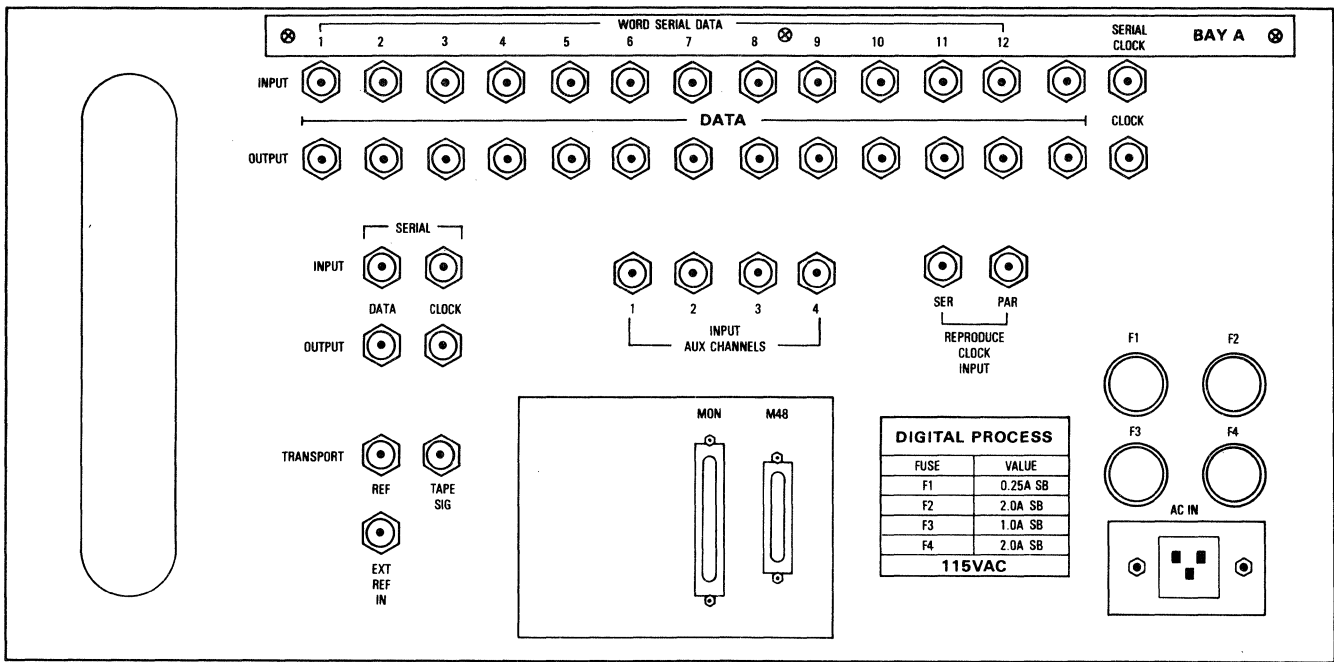 WORD SERIAL DATA
1 2 3 4 5 6 7 8 9 10 11 12
SERIAL
CLOCK
BAY A
INPUT
DATA
CLOCK
OUTPUT
SERIAL
INPUT
DATA CLOCK
OUTPUT
1 2 3 4
INPUT
AUX CHANNELS
SER PAR
REPRODUCE
CLOCK
INPUT
TRANSPORT
REF
TAPE
SIG
EXT
REF
IN
MON M48
DIGITAL PROCESS
FUSE VALUE
F1 0.25A SB
F2 2.0A SB
F3 1.0A SB
F4 2.0A SB
115VAC
F1 F2
F3 F4
AC IN